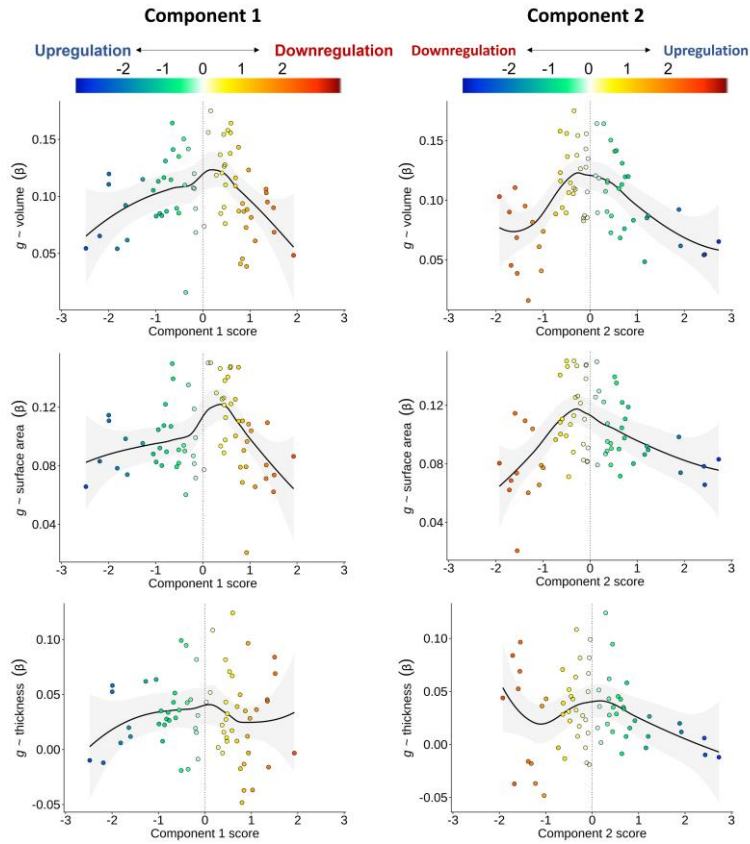 Component 1
Component 2
Upregulation
Downregulation
Downregulation
Upregulation
-2 -1 0 1 2
-2 -1 0 1 2
g ~ volume (β)
0.15
0.10
0.05
-3 -2 -1 0 1 2 3
Component 1 score
g ~ volume (β)
0.15
0.10
0.05
-3 -2 -1 0 1 2 3
Component 2 score
g ~ surface area (β)
0.12
0.08
0.04
-3 -2 -1 0 1 2 3
Component 1 score
g ~ surface area (β)
0.12
0.08
0.04
-3 -2 -1 0 1 2 3
Component 2 score
g ~ thickness (β)
0.10
0.05
0.00
-0.05
-3 -2 -1 0 1 2 3
Component 1 score
g ~ thickness (β)
0.10
0.05
0.00
-0.05
-3 -2 -1 0 1 2 3
Component 2 score